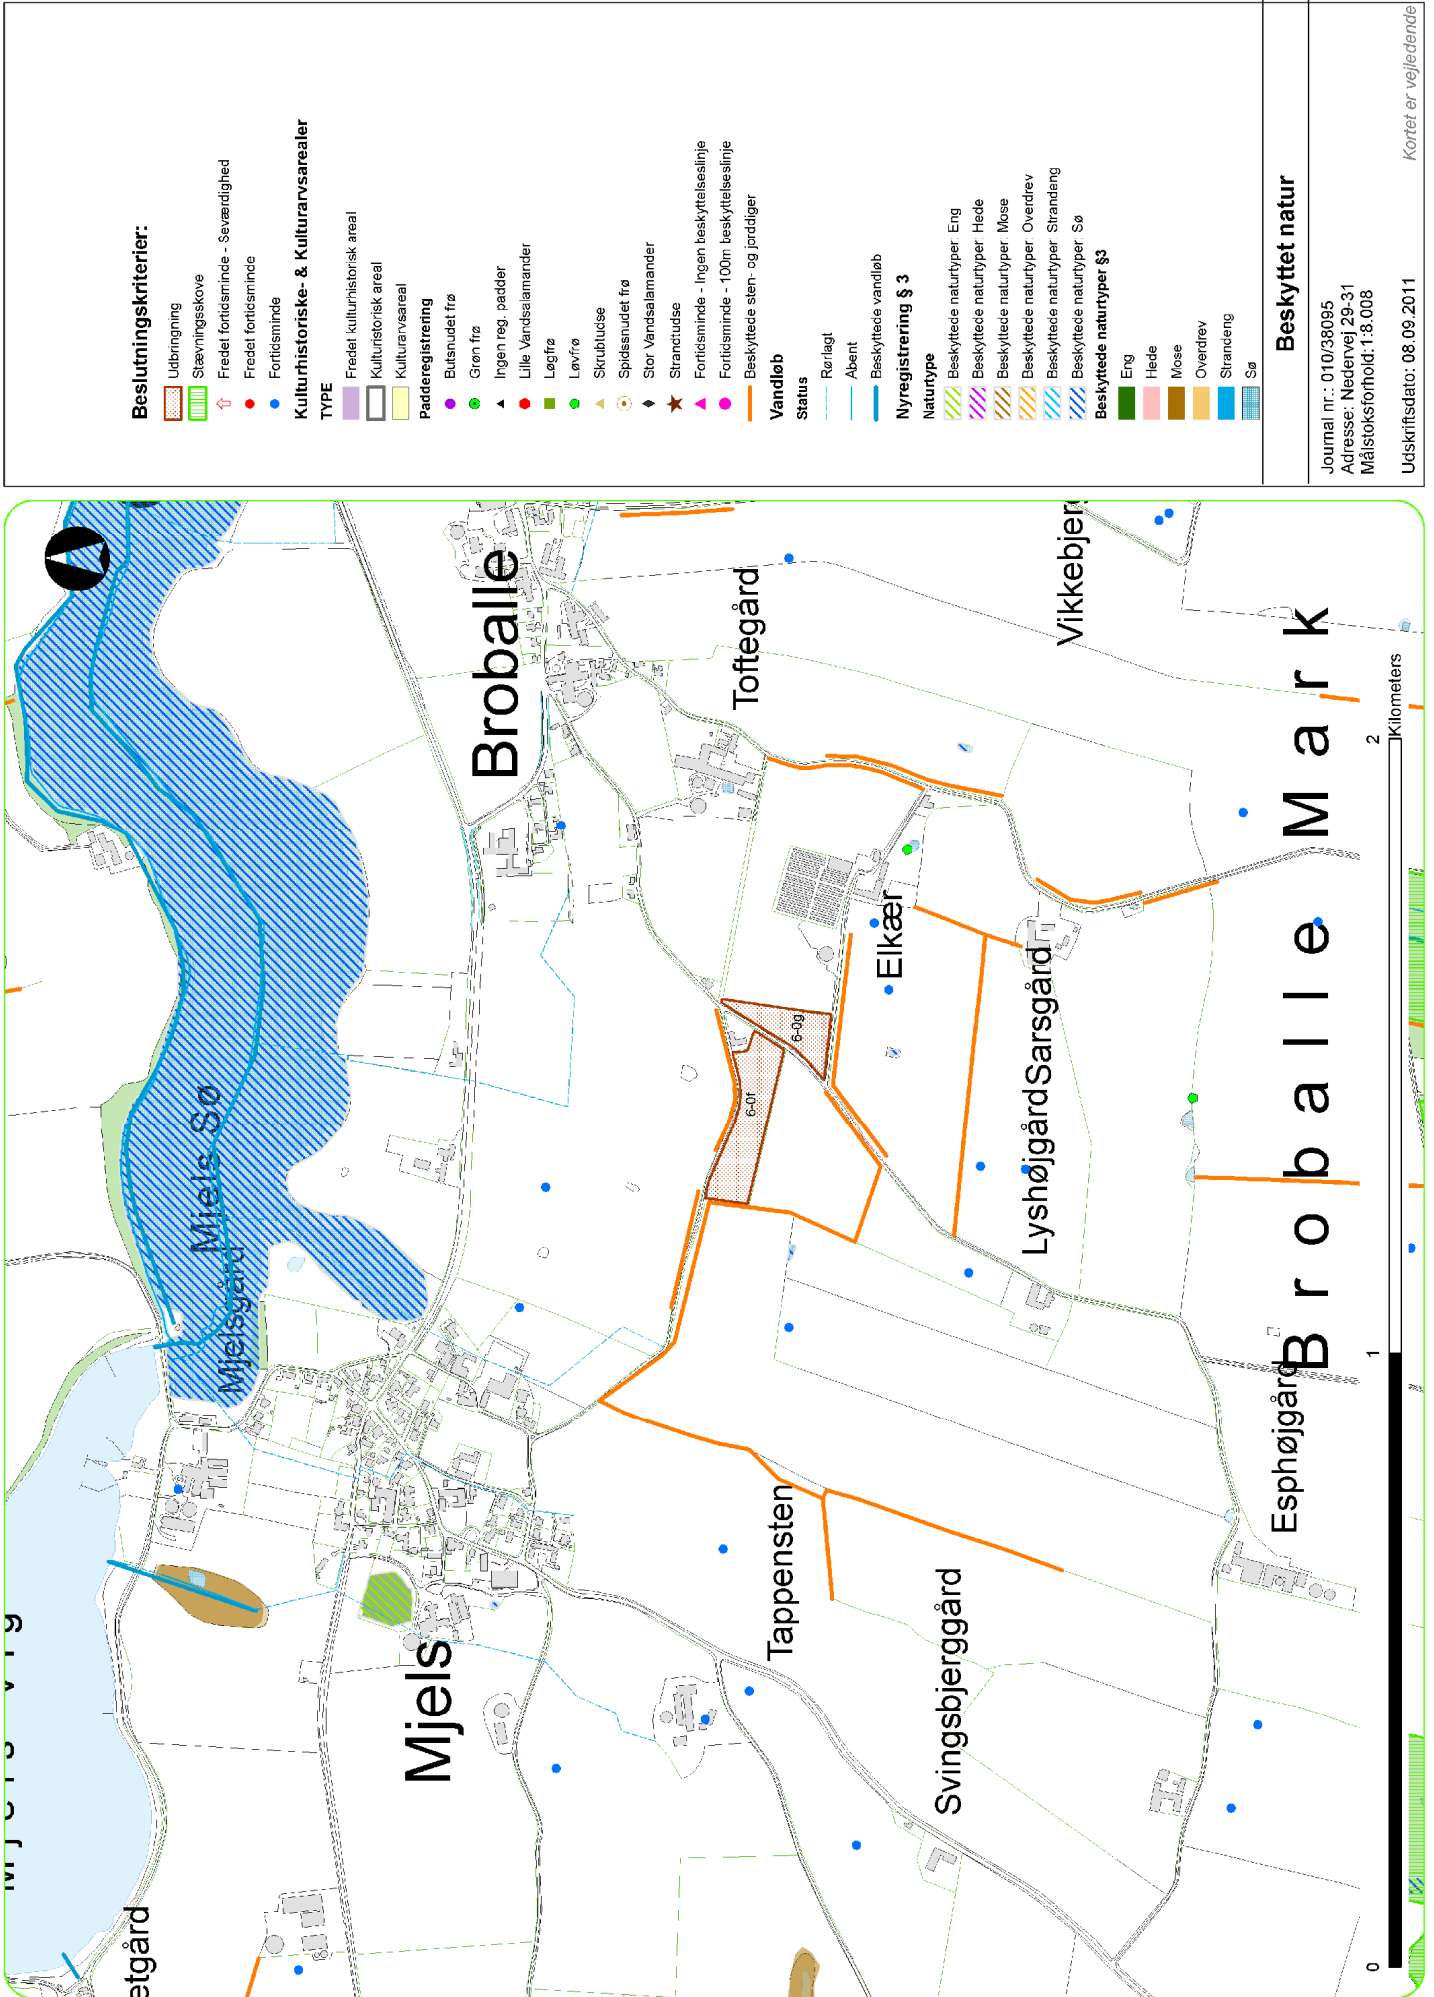 Beslutningskriterier:
Udbringning
Stævningsskove
Fredet fortidsminde - Seværdighed
Fredet fortidsminde
Fortidsminde
Kulturhistoriske- & Kulturarvsarealer
TYPE
Fredet kulturhistorisk areal
Kulturistorisk areal
Kulturarvsareal
Padderegistrering
Butsnudet frø
Grøn frø
Ingen reg. padder
Lille Vandsalamander
Løgfrø
Løvfrø
Skrubtudse
Spidssnudet frø
Stor Vandsalamander
Strandtudse
Fortidsminde - Ingen beskyttelseslinje
Fortidsminde - 100m beskyttelseslinje
Beskyttede sten- og jorddiger
Vandløb
Status
Rørlagt
Åbent
Beskyttede vandløb
Nyregistrering § 3
Naturtype
Beskyttede naturtyper: Eng
Beskyttede naturtyper: Hede
Beskyttede naturtyper: Mose
Beskyttede naturtyper: Overdrev
Beskyttede naturtyper: Strandeng
Beskyttede naturtyper: Sø
Beskyttede naturtyper §3
Eng
Hede
Mose
Overdrev
Strandeng
Sø
Beskyttet natur
Journal nr.: 010/38095
Adresse: Nedervej 29-31
Målstoksforhold: 1:8.008
Udskriftsdato: 08.09.2011
Kortet er vejledende
etgård
Mjels Sø
Mjelsgård
Mjels
Broballe
Toftegård
Tappensten
6-0f
6-0g
Elkær
Svingsbjerggård
Lyshøjgård
Sarsgård
Vikkebjerg
Esphøjgård
Broballe Mark
0
1
2
Kilometers